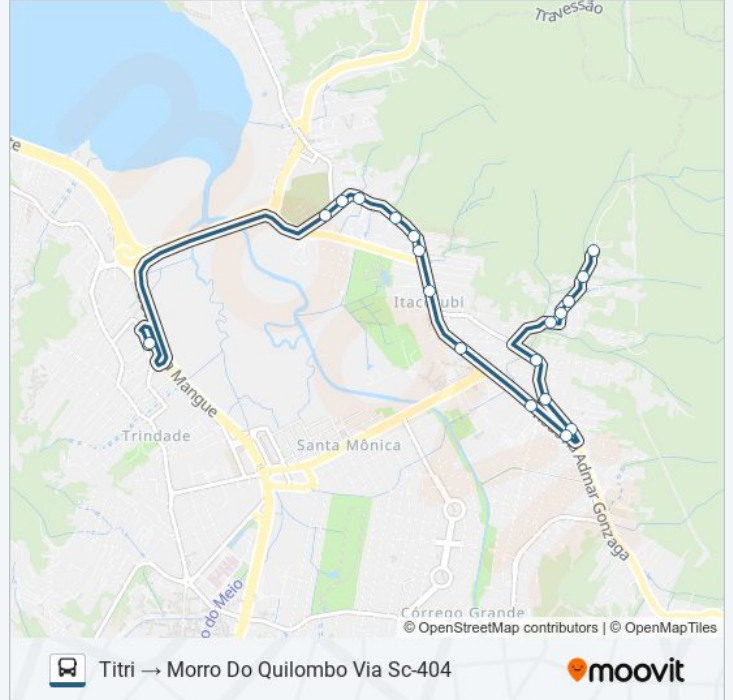 Travessão
Itacorubi
Mangue
Trindade
Santa Mônica
Admar Gonzaga
o do Meio
Córrego Grande
© OpenStreetMap contributors | © OpenMapTiles
Titri → Morro Do Quilombo Via Sc-404
moovit